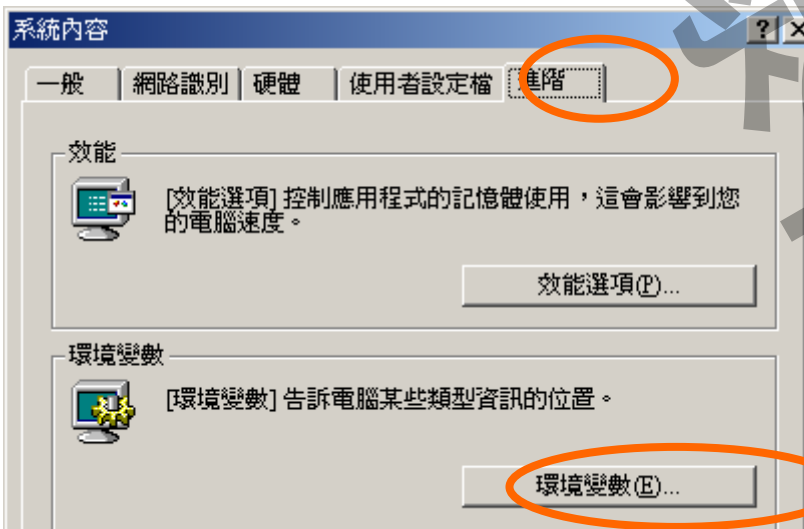 系統內容
一般 網路識別 硬體 使用者設定檔 進階
效能
[效能選項] 控制應用程式的記憶體使用，這會影響到您
的電腦速度。
效能選項(P)...
環境變數
[環境變數] 告訴電腦某些類型資訊的位置。
環境變數(E)...